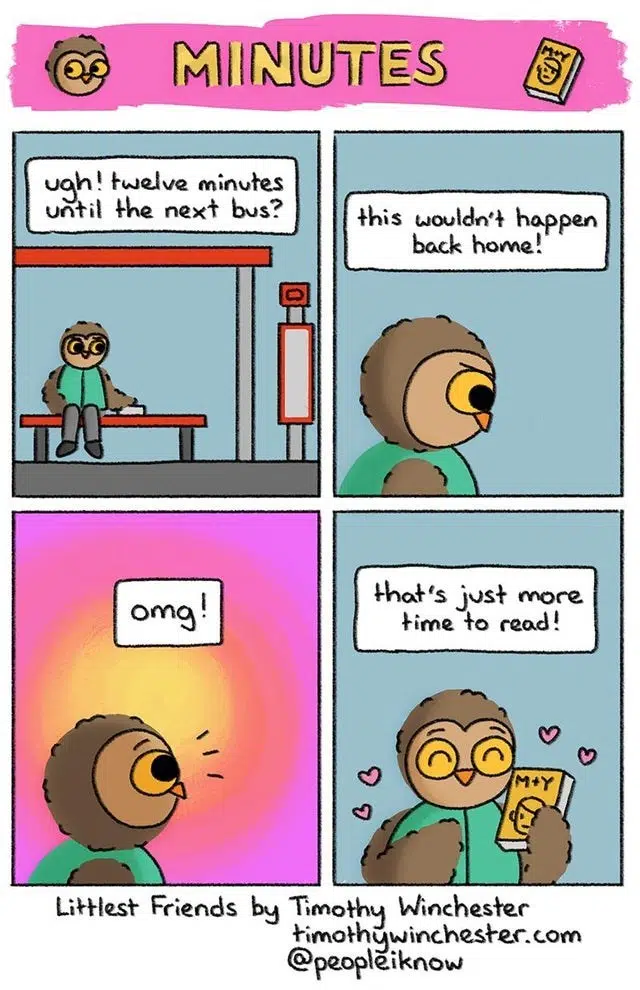 MINUTES
M+Y
ugh! twelve minutes
until the next bus?
this wouldn't happen
back home!
omg!
that's just more
time to read!
M+Y
Littlest Friends by Timothy Winchester
timothywinchester.com
@peopleiknow